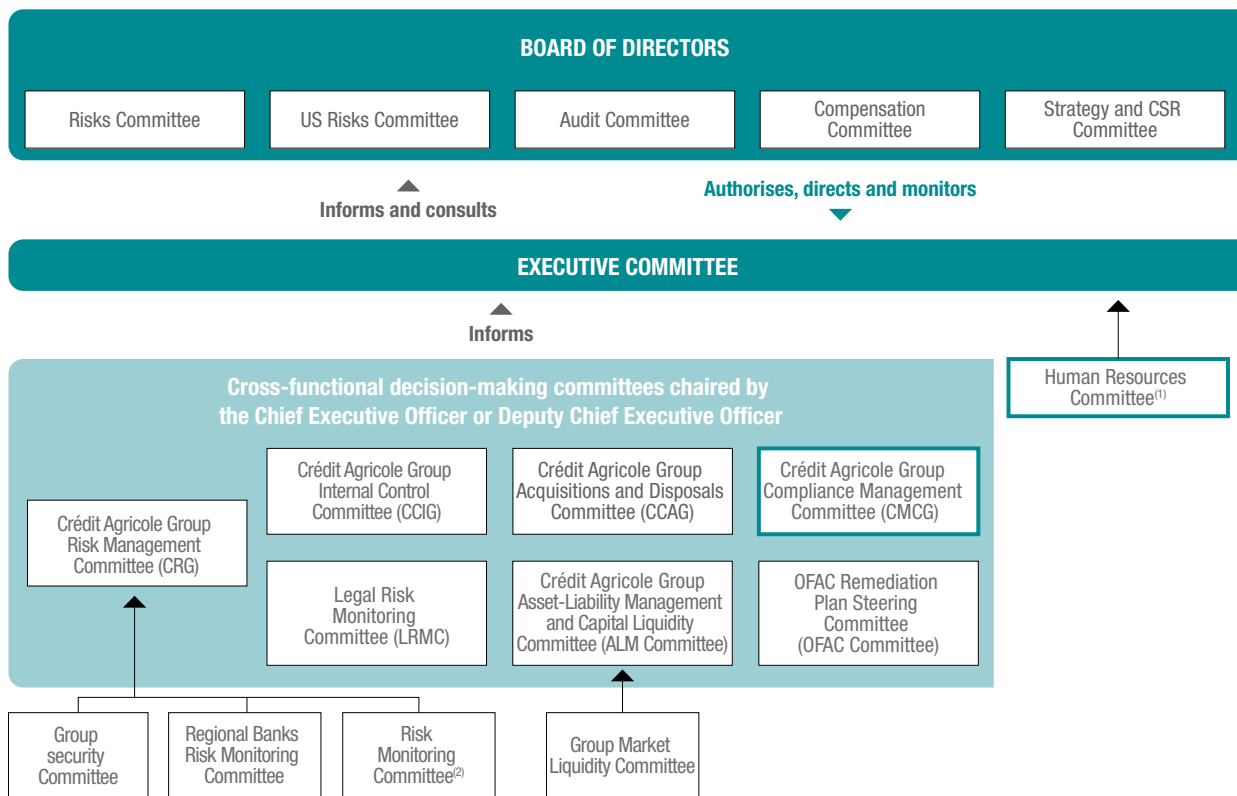 BOARD OF DIRECTORS
Risks Committee
US Risks Committee
Audit Committee
Compensation
Committee
Strategy and CSR
Committee
Informs and consults
Authorises, directs and monitors
EXECUTIVE COMMITTEE
Informs
Human Resources
Committee(1)
Cross-functional decision-making committees chaired by
the Chief Executive Officer or Deputy Chief Executive Officer
Crédit Agricole Group
Risk Management
Committee (CRG)
Crédit Agricole Group
Internal Control
Committee (CCIG)
Crédit Agricole Group
Acquisitions and Disposals
Committee (CCAG)
Crédit Agricole Group
Compliance Management
Committee (CMCG)
Legal Risk
Monitoring
Committee (LRMC)
Crédit Agricole Group
Asset-Liability Management
and Capital Liquidity
Committee (ALM Committee)
OFAC Remediation
Plan Steering
Committee
(OFAC Committee)
Group
security
Committee
Regional Banks
Risk Monitoring
Committee
Risk
Monitoring
Committee(2)
Group Market
Liquidity Committee